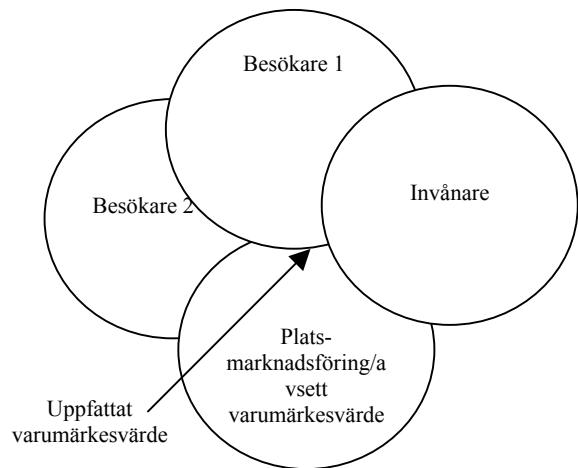 Besökare 1
Invånare
Besökare 2
Plats-
marknadsföring/a
vsett
varumärkesvärde
Uppfattat
varumärkesvärde